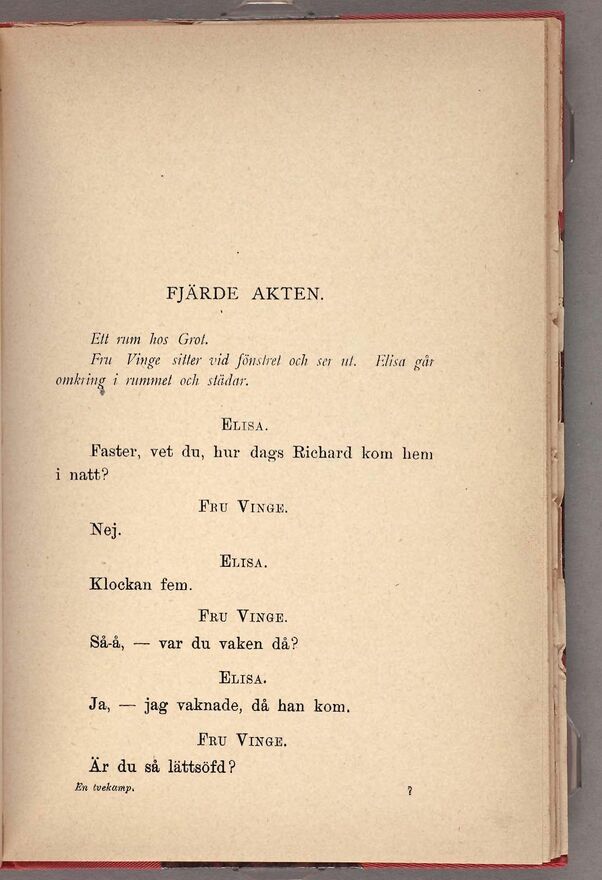 FJÄRDE AKTEN.
Ett rum hos Grot.
Fru Vinge sitter vid fönstret och ser ut. Elisa går
omkring i rummet och städar.
ELISA.
Faster, vet du, hur dags Richard kom hem
i natt?
FRU VINGE.
Nej.
ELISA.
Klockan fem.
FRU VINGE.
Så-å, — var du vaken då?
ELISA.
Ja, — jag vaknade, då han kom.
FRU VINGE.
Är du så lättsöfd?
En tvekamp.